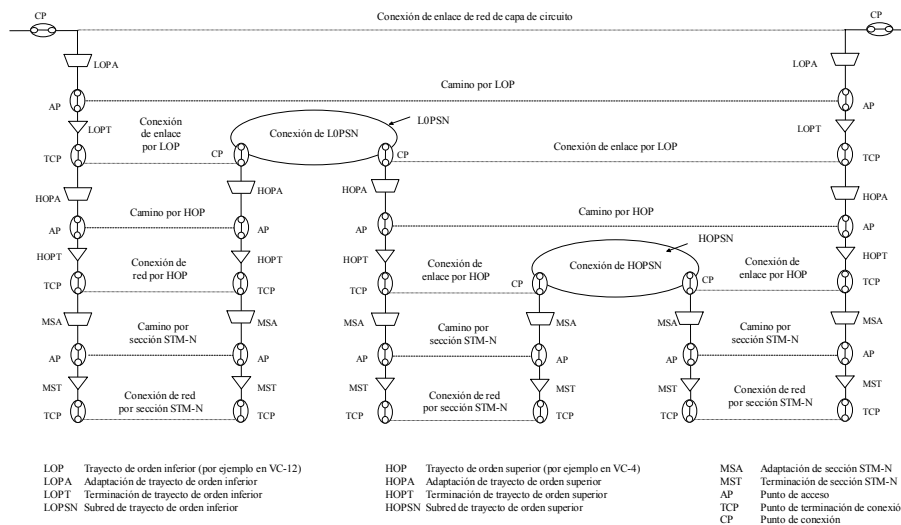 CP
Conexión de enlace de red de capa de circuito
CP
LOPA
LOPA
Camino por LOP
AP
AP
LOPT
Conexión
de enlace
por LOP
Conexión de L0PSN
L0PSN
LOPT
Conexión de enlace por LOP
TCP
CP
CP
TCP
HOPA
HOPA
HOPA
HOPA
Camino por HOP
Camino por HOP
AP
AP
AP
AP
HOPT
HOPT
HOPT
HOPSN
HOPT
Conexión de
red por HOP
Conexión de
enlace por HOP
Conexión de HOPSN
Conexión de
enlace por HOP
TCP
TCP
TCP
CP
CP
TCP
MSA
MSA
MSA
MSA
MSA
MSA
Camino por
sección STM-N
Camino por
sección STM-N
Camino por
sección STM-N
AP
AP
AP
AP
AP
AP
MST
MST
MST
MST
MST
MST
Conexión de red
por sección STM-N
Conexión de red
por sección STM-N
Conexión de red
por sección STM-N
TCP
TCP
TCP
TCP
TCP
TCP
LOP Trayecto de orden inferior (por ejemplo en VC-12)
LOPA Adaptación de trayecto de orden inferior
LOPT Terminación de trayecto de orden inferior
LOPSN Subred de trayecto de orden inferior
HOP Trayecto de orden superior (por ejemplo en VC-4)
HOPA Adaptación de trayecto de orden superior
HOPT Terminación de trayecto de orden superior
HOPSN Subred de trayecto de orden superior
MSA Adaptación de sección STM-N
MST Terminación de sección STM-N
AP Punto de acceso
TCP Punto de terminación de conexió
CP Punto de conexión